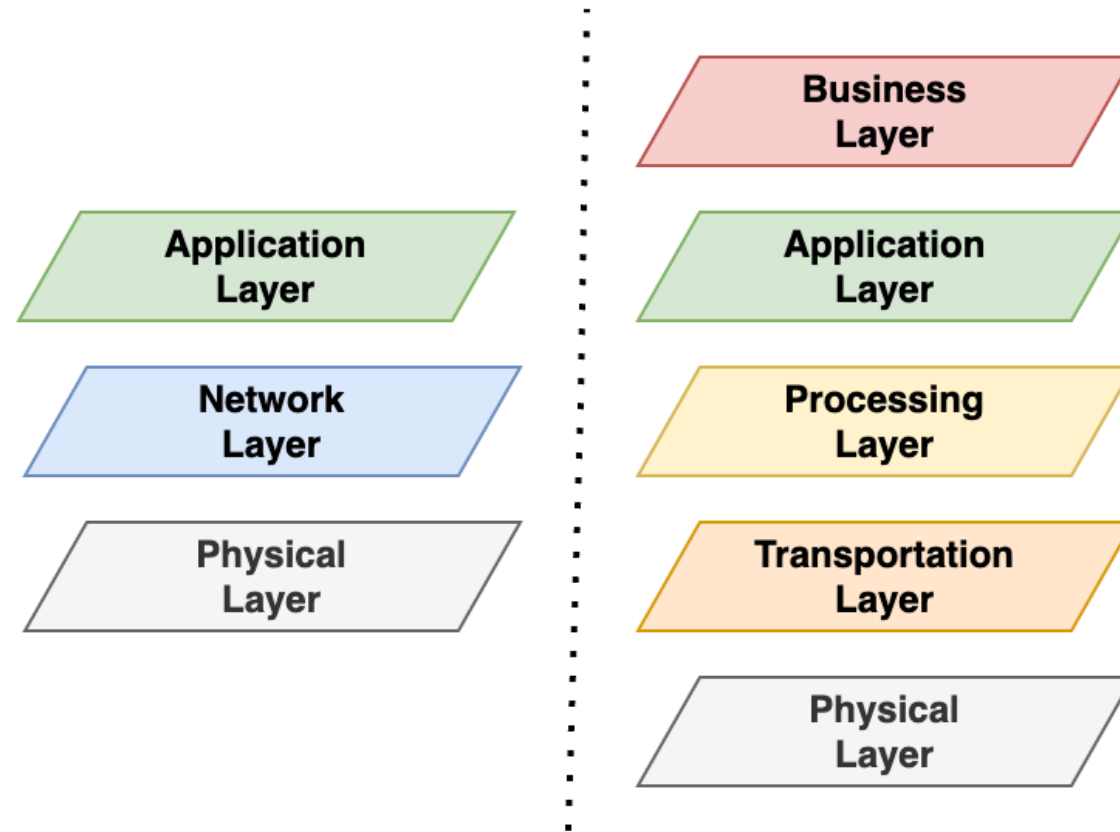 Application
Layer
Network
Layer
Physical
Layer
Business
Layer
Application
Layer
Processing
Layer
Transportation
Layer
Physical
Layer